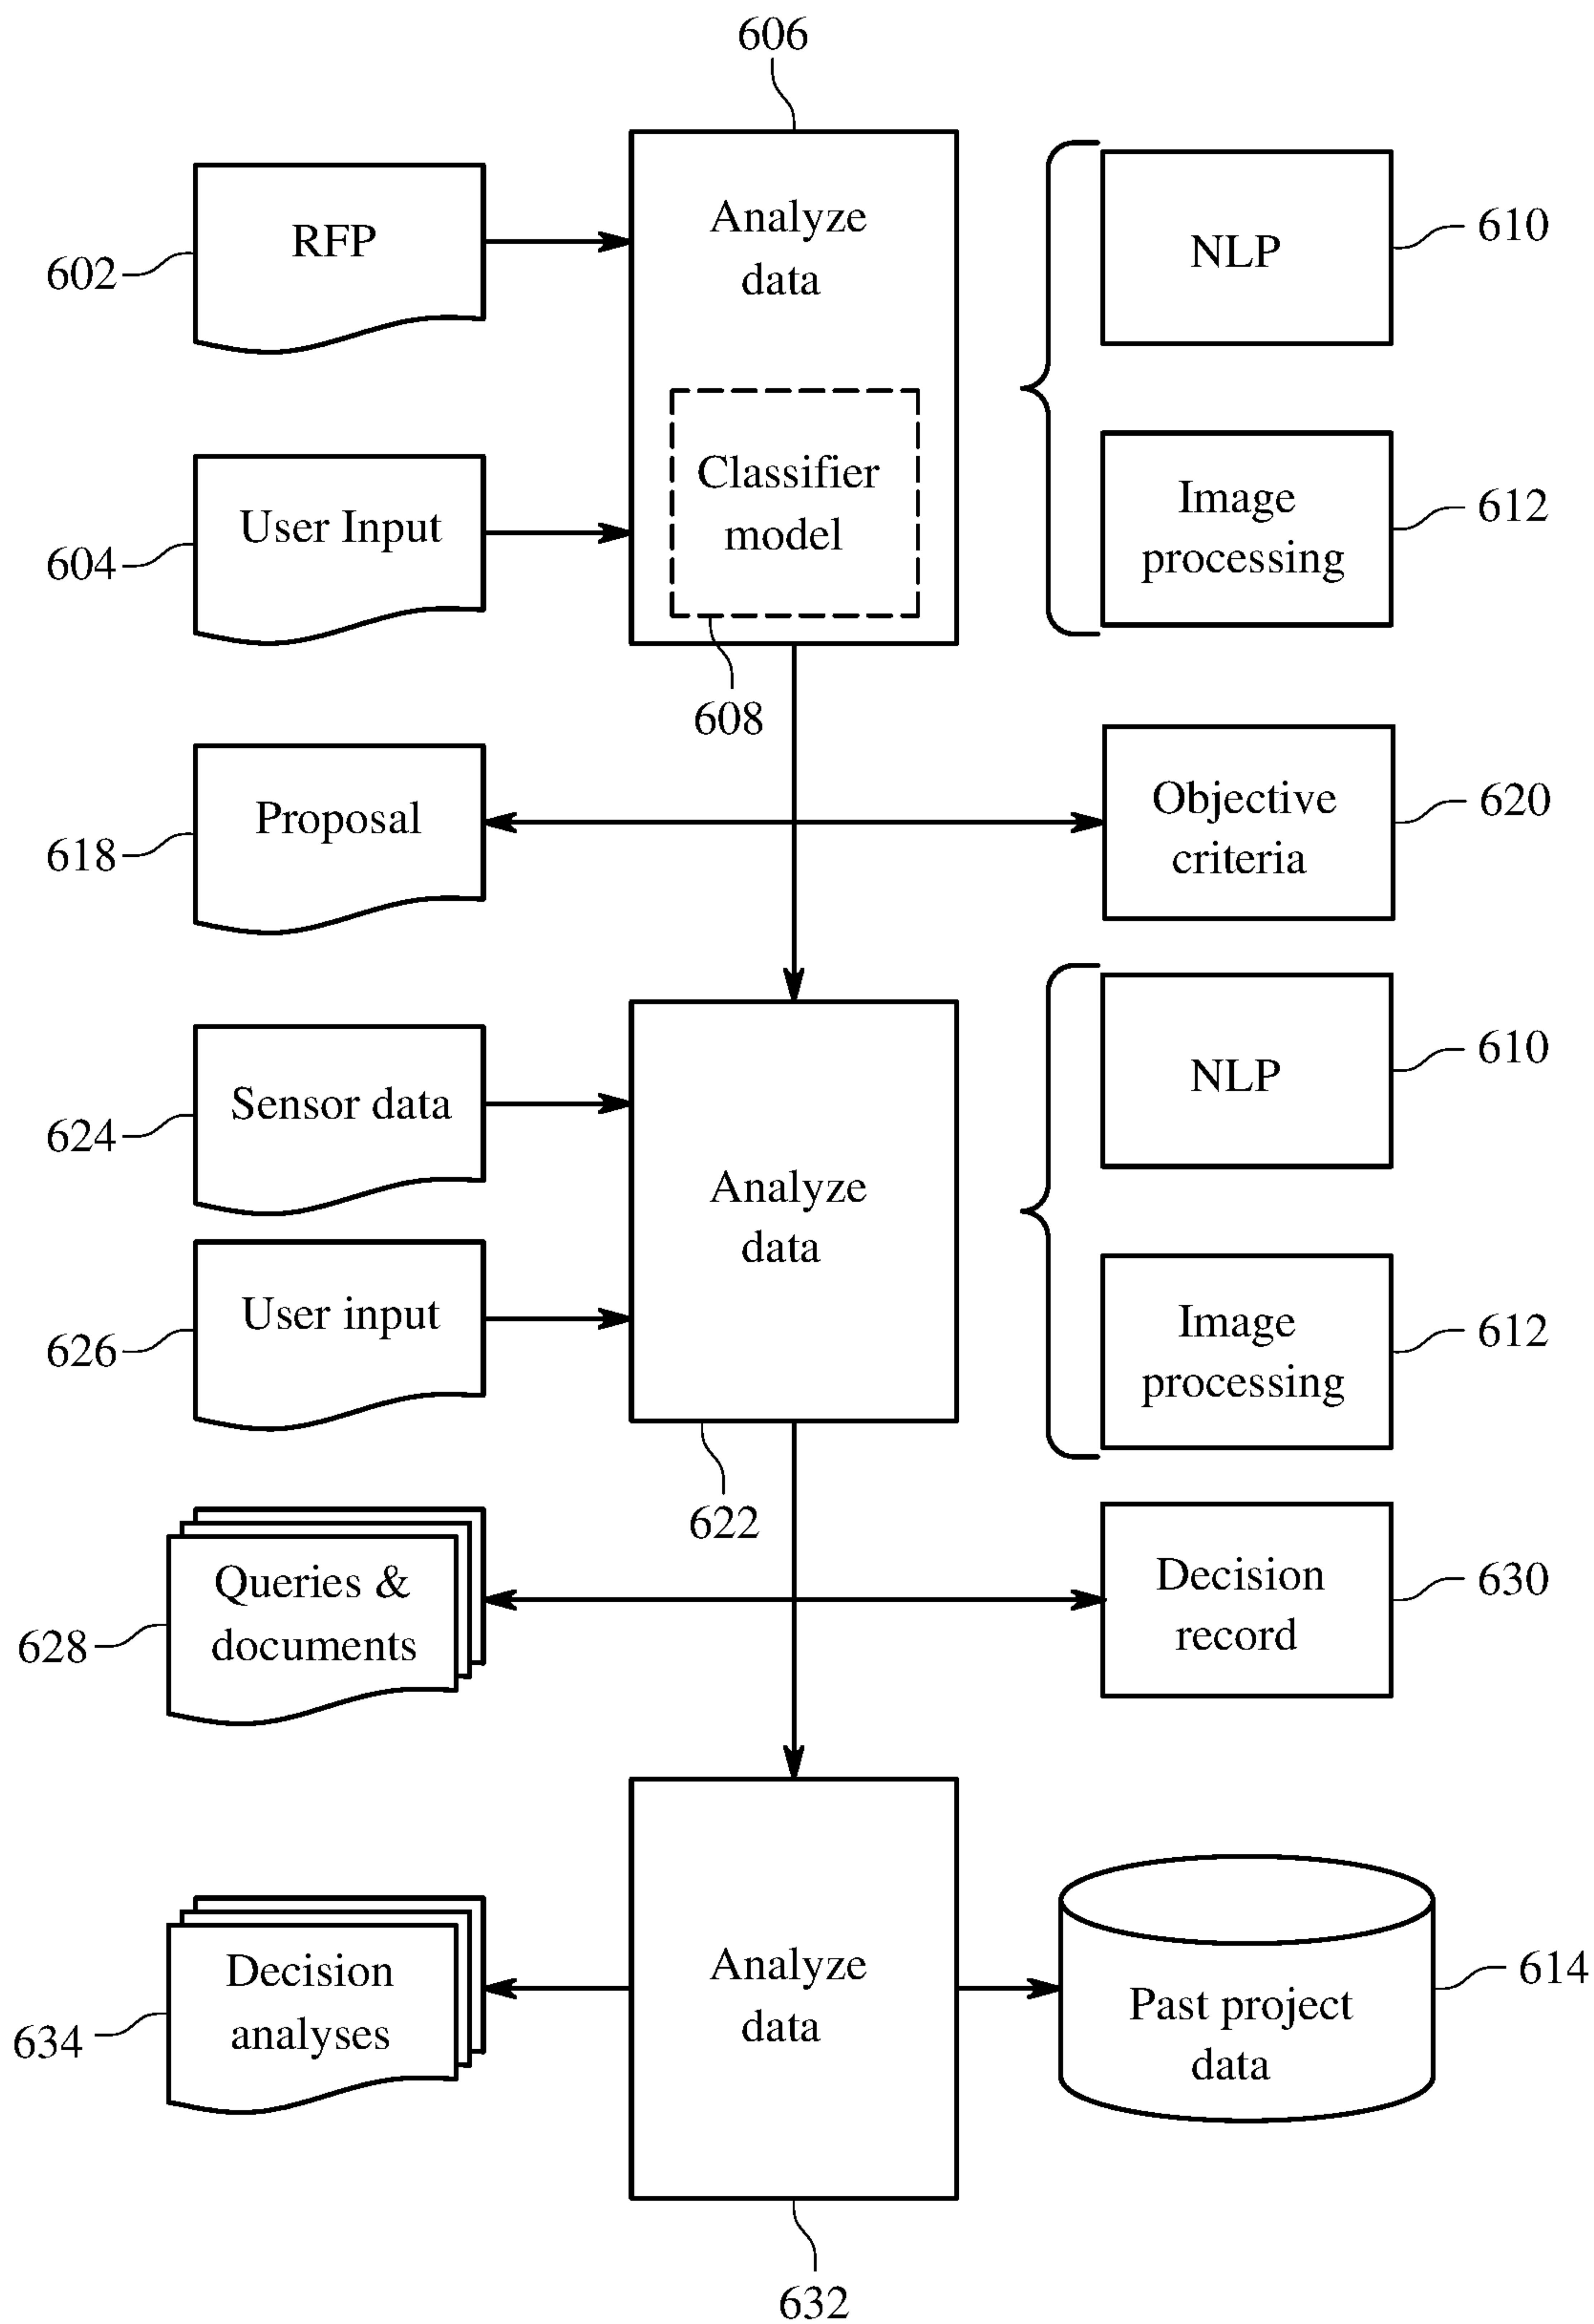 606
RFP
602
Analyze
data
NLP
610
User Input
604
Classifier
model
608
Image
processing
612
Proposal
618
Objective
criteria
620
Sensor data
624
User input
626
Analyze
data
622
NLP
610
Image
processing
612
Queries &
documents
628
Decision
record
630
Decision
analyses
634
Analyze
data
632
Past project
data
614